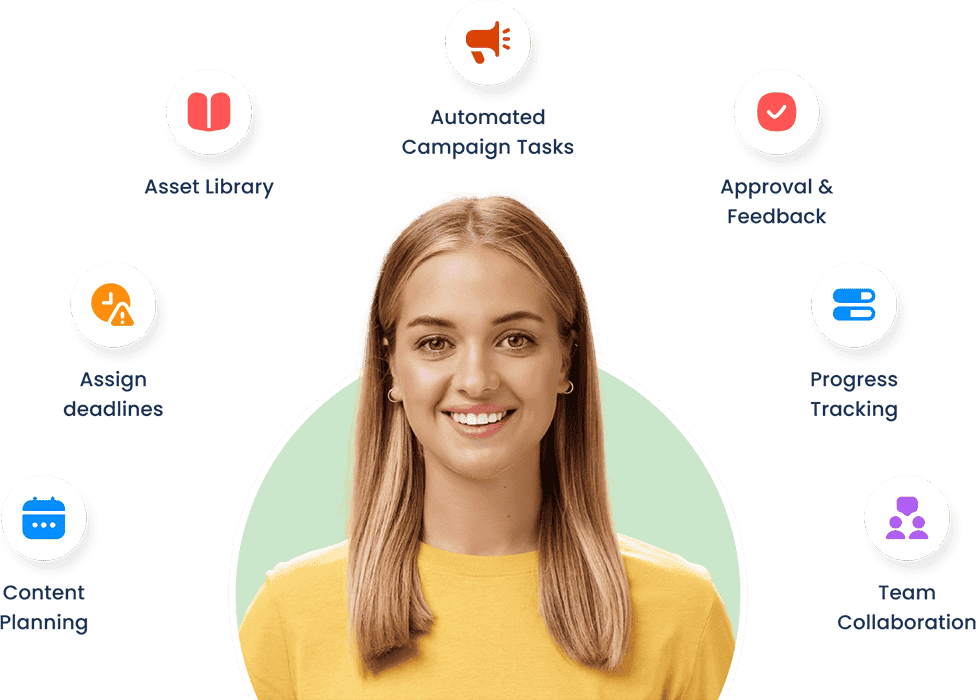 Automated
Campaign Tasks
Asset Library
Approval &
Feedback
Assign
deadlines
Progress
Tracking
Content
Planning
Team
Collaboration